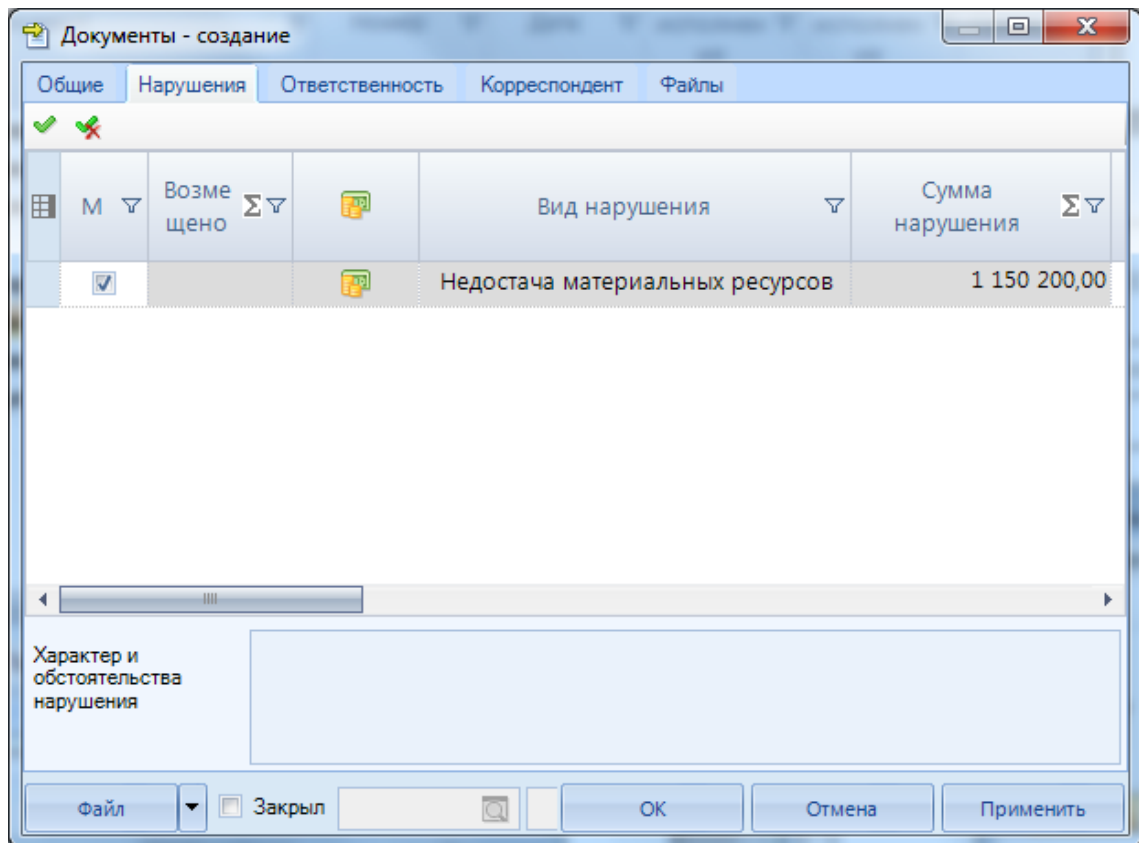 Документы - создание
Общие Нарушения Ответственность Корреспондент Файлы
М Возме Σ Вид нарушения Сумма Σ
щено нарушения
Недостача материальных ресурсов 1 150 200,00
Характер и
обстоятельства
нарушения
Файл Закрыл ОК Отмена Применить